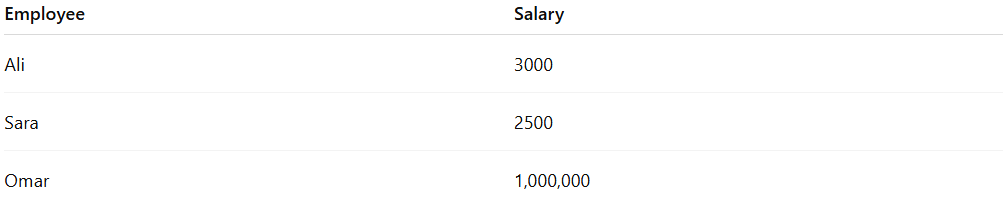 Employee Salary
Ali 3000
Sara 2500
Omar 1,000,000